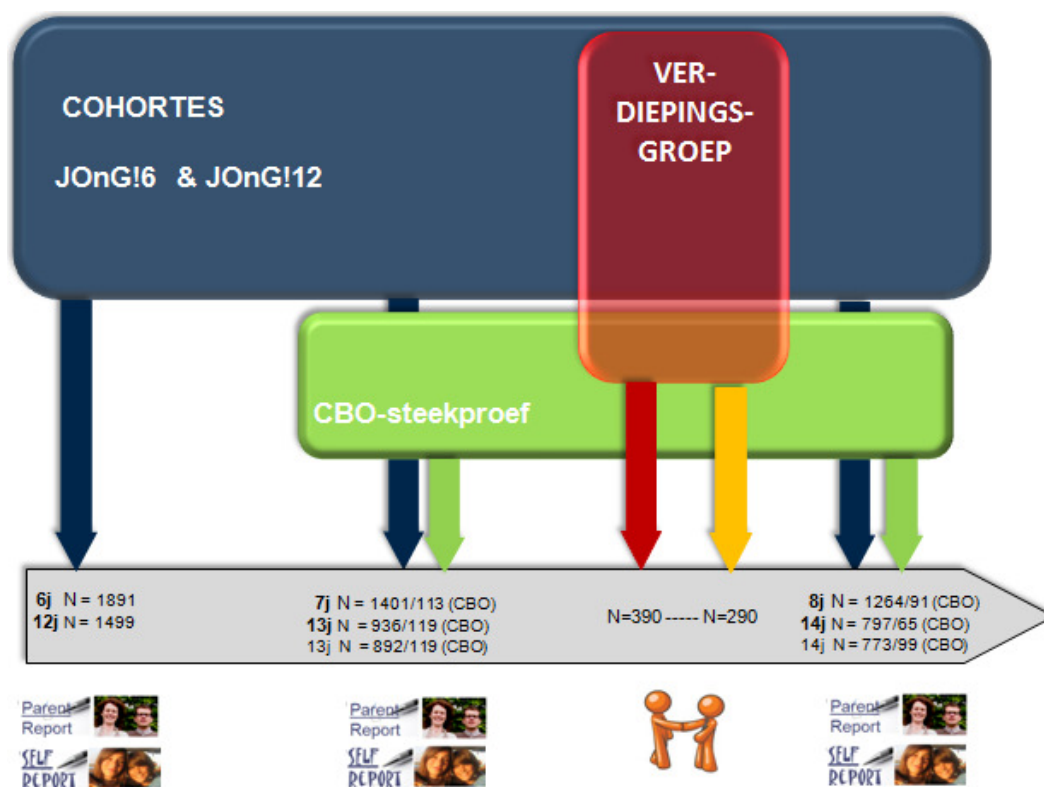 COHORTES
JOnG!6 & JOnG!12
VER-
DIEPINGS-
GROEP
CBO-steekproef
6j N = 1891
12j N = 1499
7j N = 1401/113 (CBO)
13j N = 936/119 (CBO)
13j N = 892/119 (CBO)
N=390 ----- N=290
8j N = 1264/91 (CBO)
14j N = 797/65 (CBO)
14j N = 773/99 (CBO)
Parent
Report
SELF
REPORT
Parent
Report
SELF
REPORT
Parent
Report
SELF
REPORT